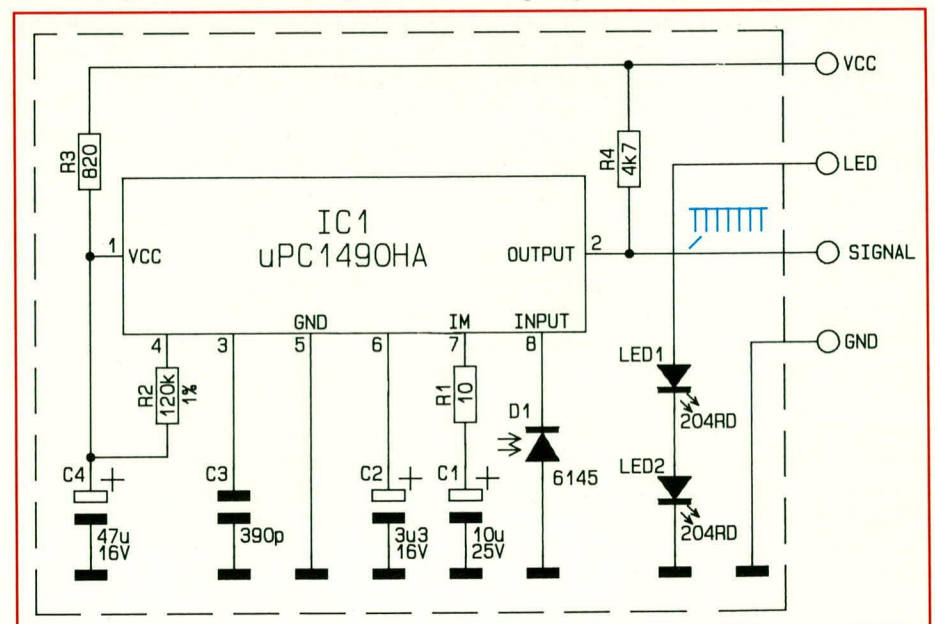 VCC
R3
820
R4
4k7
LED
IC1
uPC1490HA
1
VCC
OUTPUT
2
SIGNAL
GND
IM
INPUT
4
3
5
6
7
8
GND
LED1
R2
120k
1%
R1
10
D1
204RD
C4
+
C3
C2
+
C1
+
6145
LED2
47u
16V
390p
3u3
16V
10u
25V
204RD